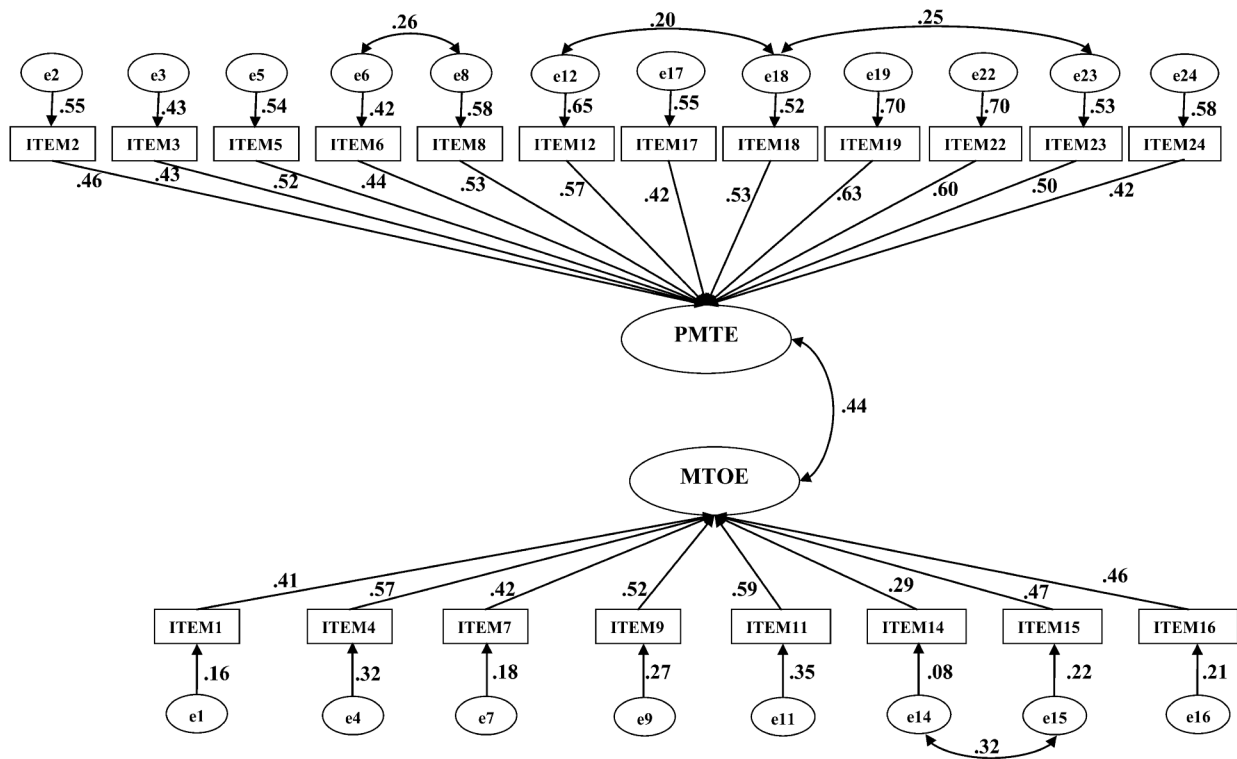 .26 .20 .25
e2 e3 e5 e6 e8 e12 e17 e18 e19 e22 e23 e24
.55 .43 .54 .42 .58 .65 .55 .52 .70 .70 .53 .58
ITEM2 ITEM3 ITEM5 ITEM6 ITEM8 ITEM12 ITEM17 ITEM18 ITEM19 ITEM22 ITEM23 ITEM24
.46 .43 .52 .44 .53 .57 .42 .53 .63 .60 .50 .42
PMTE
.44
MTOE
.41 .57 .42 .52 .59 .29 .47 .46
ITEM1 ITEM4 ITEM7 ITEM9 ITEM11 ITEM14 ITEM15 ITEM16
.16 .32 .18 .27 .35 .08 .22 .21
e1 e4 e7 e9 e11 e14 e15 e16
.32